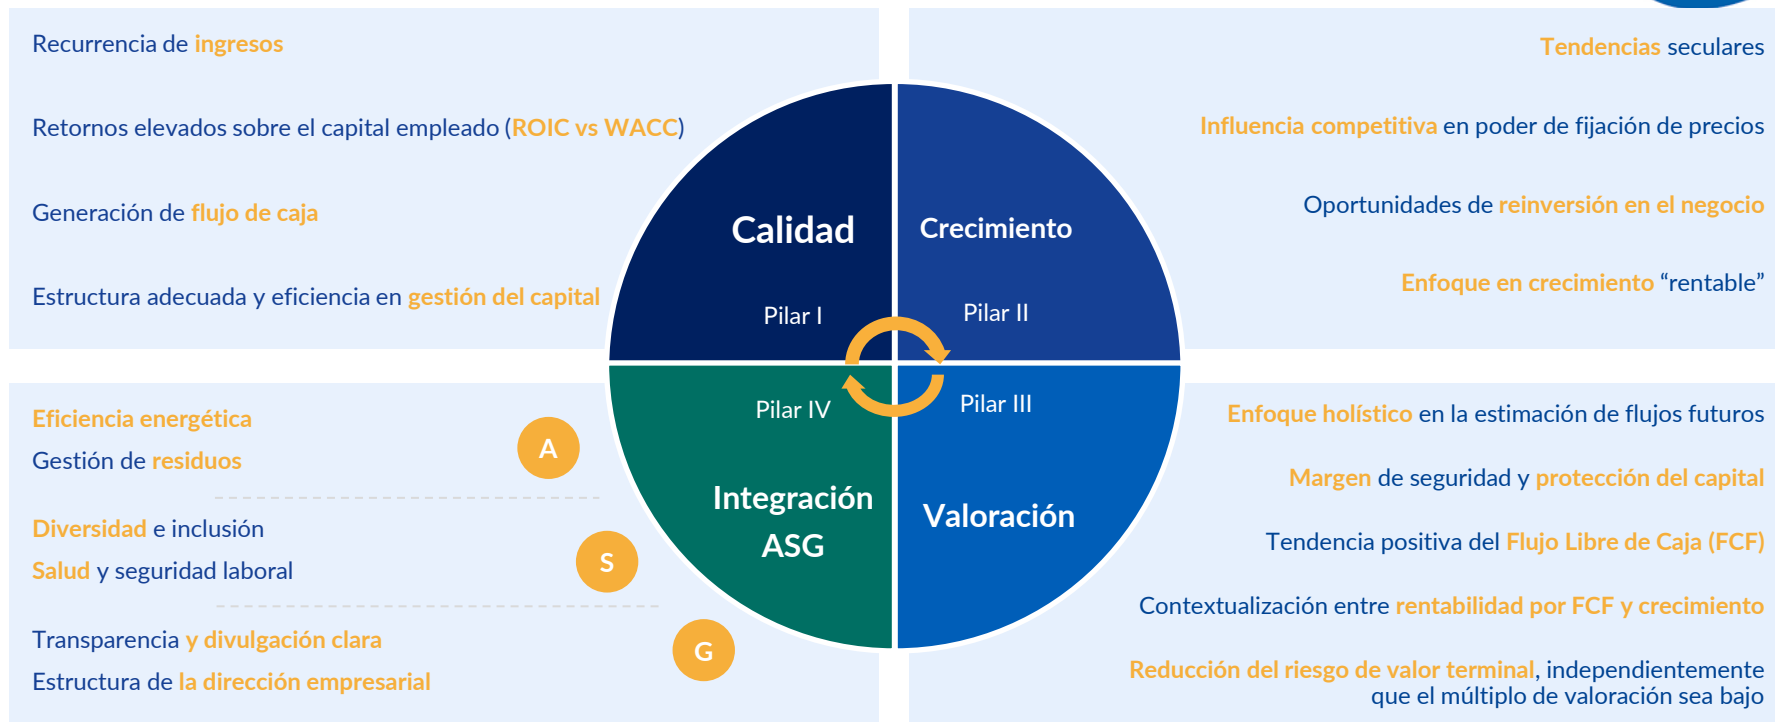 Recurrencia de ingresos
Retornos elevados sobre el capital empleado (ROIC vs WACC)
Generación de flujo de caja
Estructura adecuada y eficiencia en gestión del capital
Calidad
Pilar I
Tendencias seculares
Influencia competitiva en poder de fijación de precios
Oportunidades de reinversión en el negocio
Enfoque en crecimiento “rentable”
Crecimiento
Pilar II
Eficiencia energética
Gestión de residuos
A
Diversidad e inclusión
Salud y seguridad laboral
S
Transparencia y divulgación clara
Estructura de la dirección empresarial
G
Pilar IV
Integración
ASG
Pilar III
Valoración
Enfoque holístico en la estimación de flujos futuros
Margen de seguridad y protección del capital
Tendencia positiva del Flujo Libre de Caja (FCF)
Contextualización entre rentabilidad por FCF y crecimiento
Reducción del riesgo de valor terminal, independientemente
que el múltiplo de valoración sea bajo